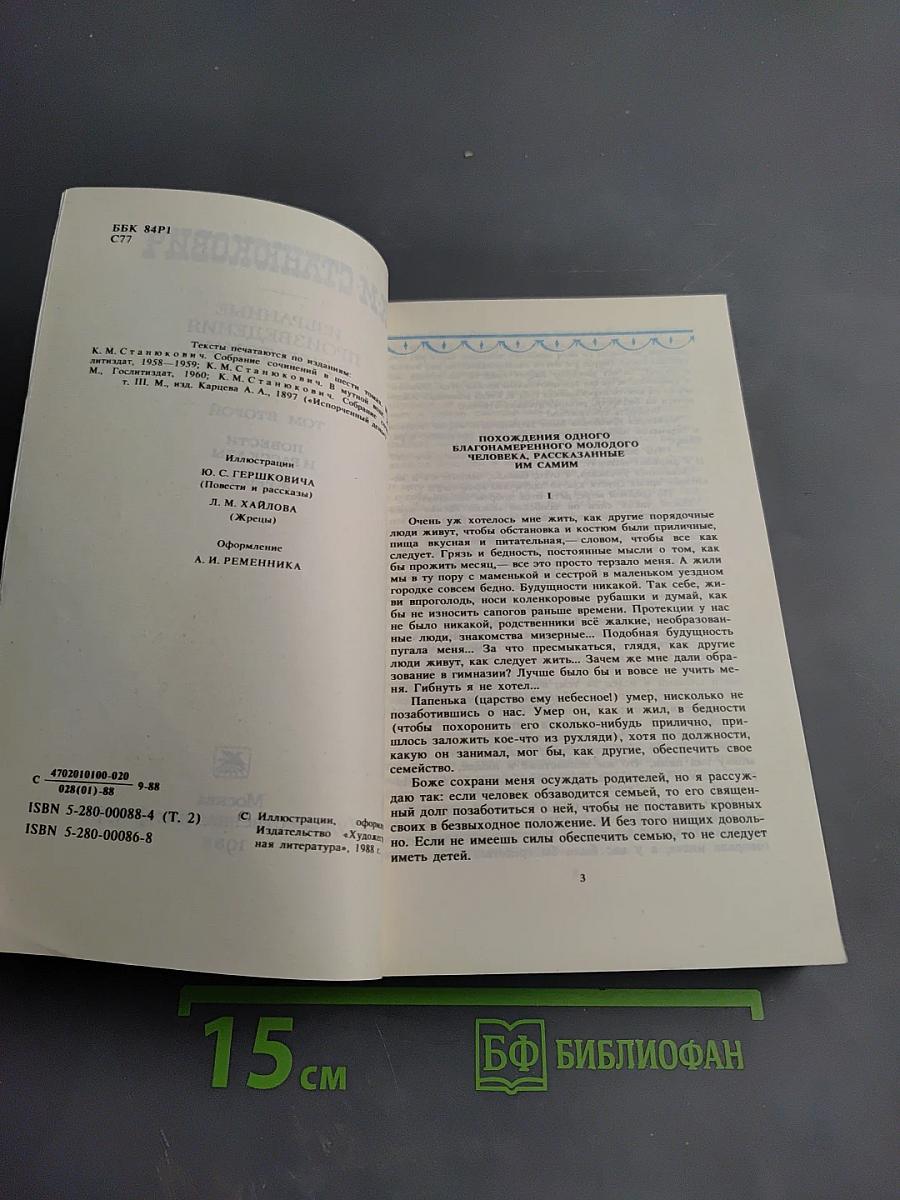 ББК 84Р1
С77
Тексты печатаются по изданиям:
К. М. Станюкович. Собрание сочинений в шести томах.
литиздат, 1958—1959; К. М. Станюкович. В мутной воде
М., Гослитиздат, 1960; К. М. Станюкович. Собрание
т. III. М., изд. Карцева А. А., 1897 («Испорченный
Иллюстрации
Ю. С. ГЕРШКОВИЧА
(Повести и рассказы)
Л. М. ХАЙЛОВА
(Жрецы)
Оформление
А. И. РЕМЕННИКА
С 4702010100-020 9-88
028(01)-88
ISBN 5-280-00088-4 (Т. 2)
ISBN 5-280-00086-8
© Иллюстрации,
Издательство
ная литература», 1988 г.
ПОХОЖДЕНИЯ ОДНОГО
БЛАГОНАМЕРЕННОГО МОЛОДОГО
ЧЕЛОВЕКА, РАССКАЗАННЫЕ
ИМ САМИМ
I
Очень уж хотелось мне жить, как другие порядочные
люди живут, чтобы обстановка и костюм были приличные,
пища вкусная и питательная,— словом, чтобы все как
следует. Грязь и бедность, постоянные мысли о том, как
бы прожить месяц,— все это просто терзало меня. А жили
мы в ту пору с маменькой и сестрой в маленьком уездном
городке совсем бедно. Будущности никакой. Так себе, жи-
ви впроголодь, носи коленкоровые рубашки и думай, как
бы не износить сапогов раньше времени. Протекции у нас
не было никакой, родственники всё жалкие, необразован-
ные люди, знакомства мизерные... Подобная будущность
пугала меня... За что пресмыкаться, глядя, как другие
люди живут, как следует жить... Зачем же мне дали обра-
зование в гимназии? Лучше было бы и вовсе не учить ме-
ня. Гибнуть я не хотел...
Папенька (царство ему небесное!) умер, нисколько не
позаботившись о нас. Умер он, как и жил, в бедности
(чтобы похоронить его сколько-нибудь прилично, при-
шлось заложить кое-что из рухляди), хотя по должности,
какую он занимал, мог бы, как другие, обеспечить свое
семейство.
Боже сохрани меня осуждать родителей, но я рассуж-
даю так: если человек обзаводится семьей, то его священ-
ный долг позаботиться о ней, чтобы не поставить кровных
своих в безвыходное положение. И без того нищих доволь-
но. Если не имеешь силы обеспечить семью, то не следует
иметь детей.
3
15 см
БФ БИБЛИОФАН